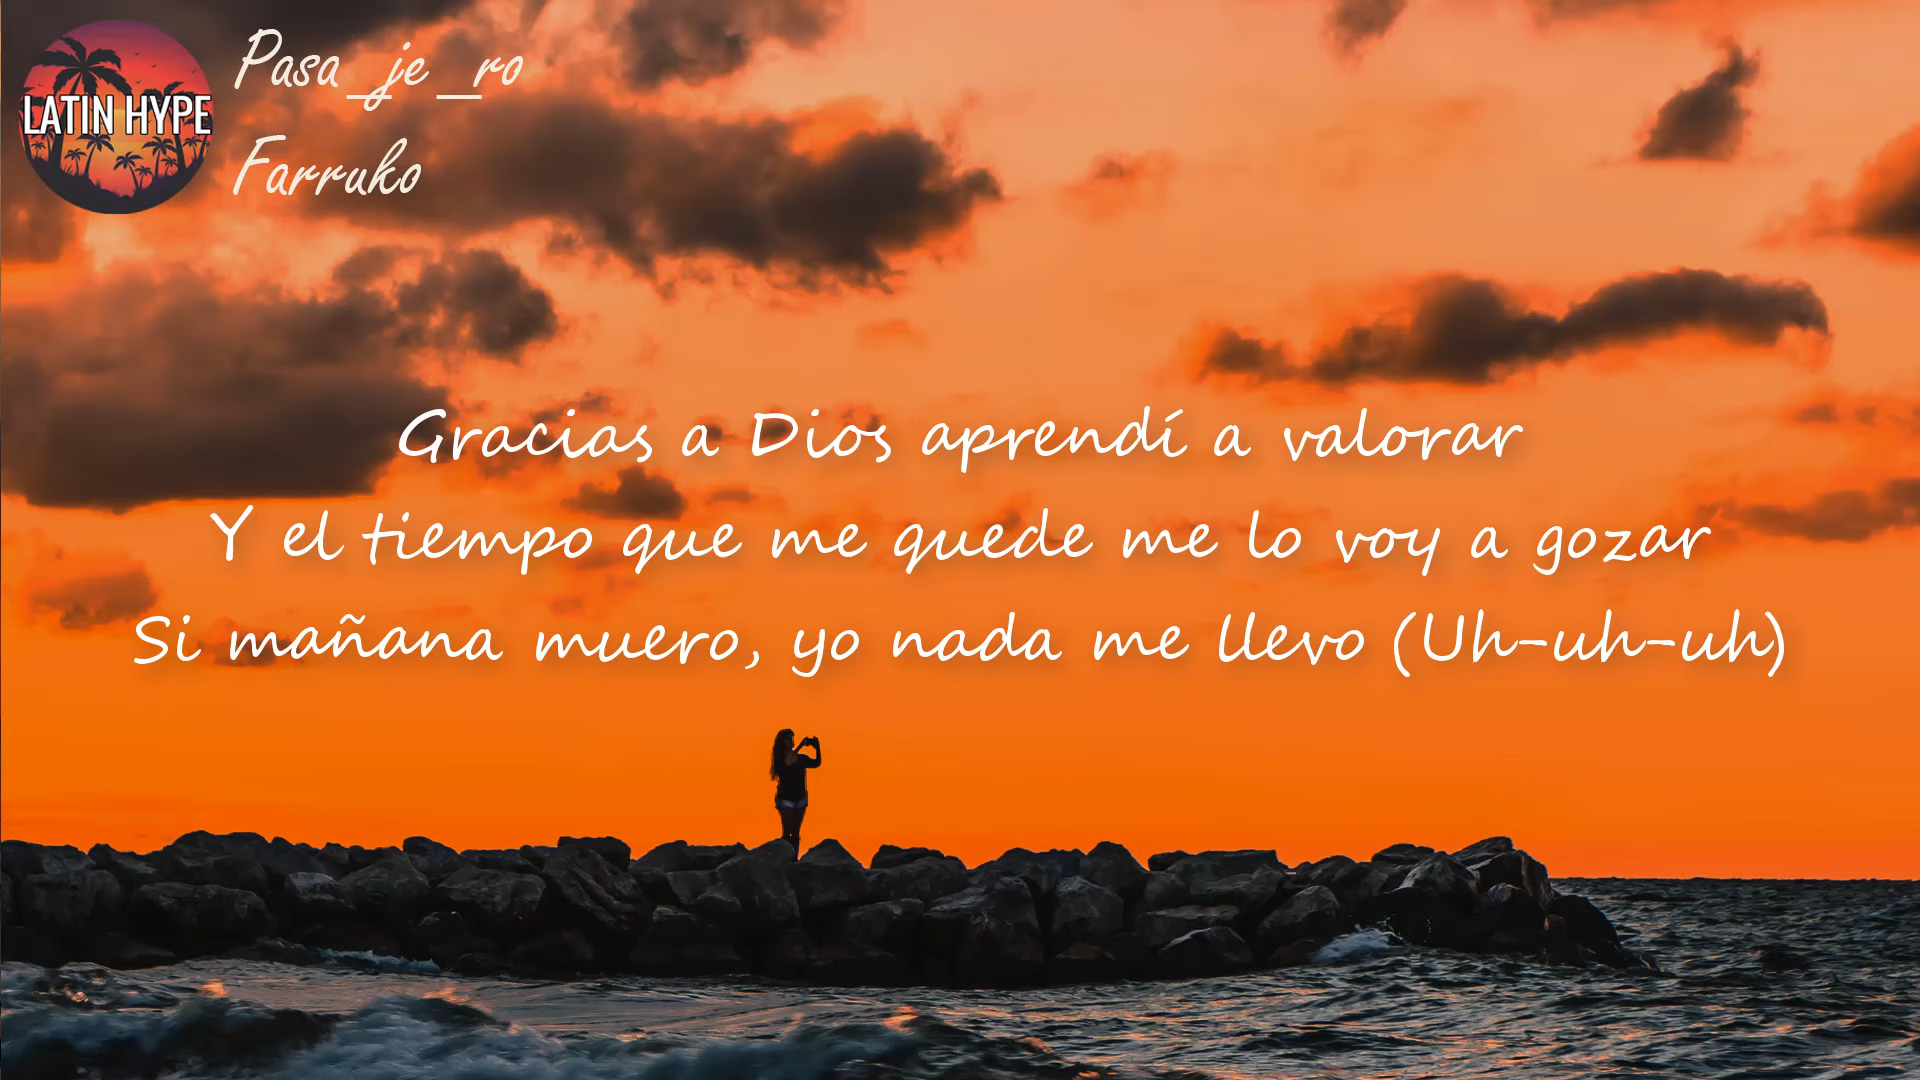 LATIN HYPE
Pasa_je_ro
Farruko
Gracias a Dios aprendí a valorar
Y el tiempo que me quede me lo voy a gozar
Si mañana muero, yo nada me llevo (Uh-uh-uh)